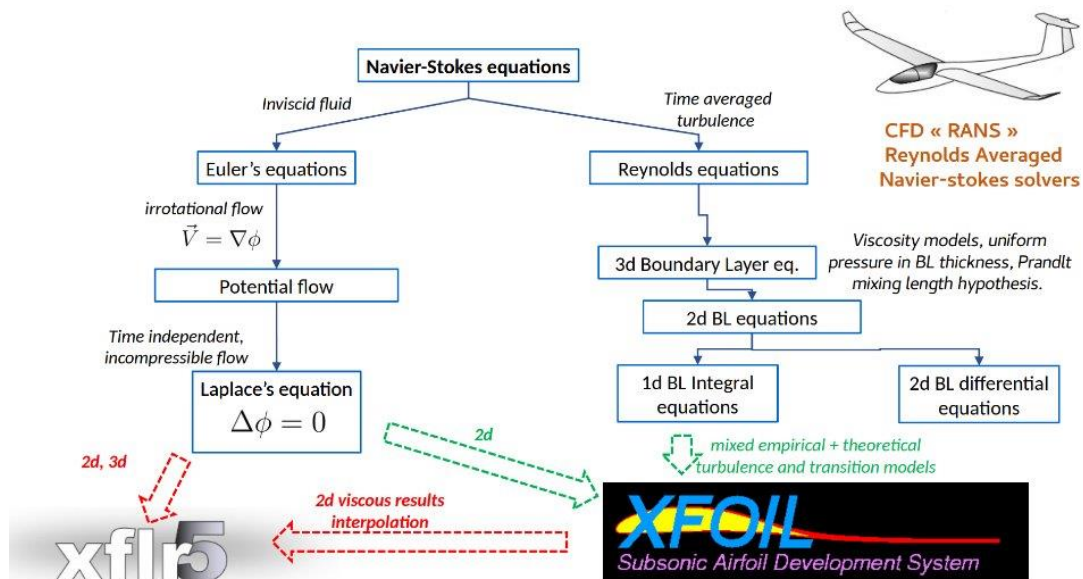 Navier-Stokes equations
Inviscid fluid
Time averaged
turbulence
CFD « RANS »
Reynolds Averaged
Navier-stokes solvers
Euler's equations
Reynolds equations
irrotational flow
\vec{V} = ∇ϕ
Viscosity models, uniform
pressure in BL thickness, Prandlt
mixing length hypothesis.
3d Boundary Layer eq.
Potential flow
2d BL equations
Time independent,
incompressible flow
Laplace's equation
Δϕ = 0
1d BL Integral
equations
2d BL differential
equations
2d
mixed empirical + theoretical
turbulence and transition models
2d, 3d
2d viscous results
interpolation
XFOIL
Subsonic Airfoil Development System
xflr5